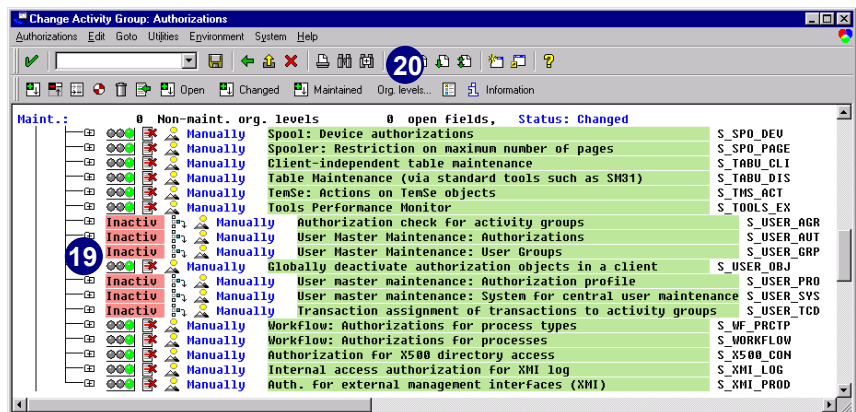 Change Activity Group: Authorizations
Authorizations Edit Goto Utilities Environment System Help
20
Open Changed Maintained Org. levels... Information
Maint.: 0 Non-maint. org. levels 0 open fields, Status: Changed
Manually Spool: Device authorizations S_SPO_DEV
Manually Spooler: Restriction on maximum number of pages S_SPO_PAGE
Manually Client-independent table maintenance S_TABU_CLI
Manually Table Maintenance (via standard tools such as SM31) S_TABU_DIS
Manually TemSe: Actions on TemSe objects S_TMS_ACT
Manually Tools Performance Monitor S_TOOLS_EX
Inactiv Manually Authorization check for activity groups S_USER_AGR
Inactiv Manually User Master Maintenance: Authorizations S_USER_AUT
Inactiv Manually User Master Maintenance: User Groups S_USER_GRP
19
Manually Globally deactivate authorization objects in a client S_USER_OBJ
Inactiv Manually User master maintenance: Authorization profile S_USER_PRO
Inactiv Manually User master maintenance: System for central user maintenance S_USER_SYS
Inactiv Manually Transaction assignment of transactions to activity groups S_USER_TCD
Manually Workflow: Authorizations for process types S_WF_PRCTP
Manually Workflow: Authorizations for processes S_WORKFLOW
Manually Authorization for X500 directory access S_X500_CON
Manually Internal access authorization for XMI log S_XMI_LOG
Manually Auth. for external management interfaces (XMI) S_XMI_PROD